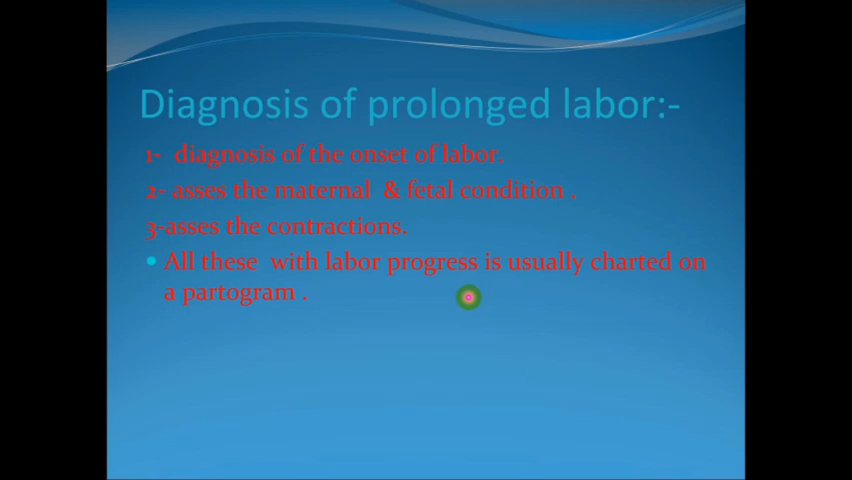 Diagnosis of prolonged labor:-
1- diagnosis of the onset of labor.
2- asses the maternal & fetal condition .
3-asses the contractions.
• All these with labor progress is usually charted on
a partogram .